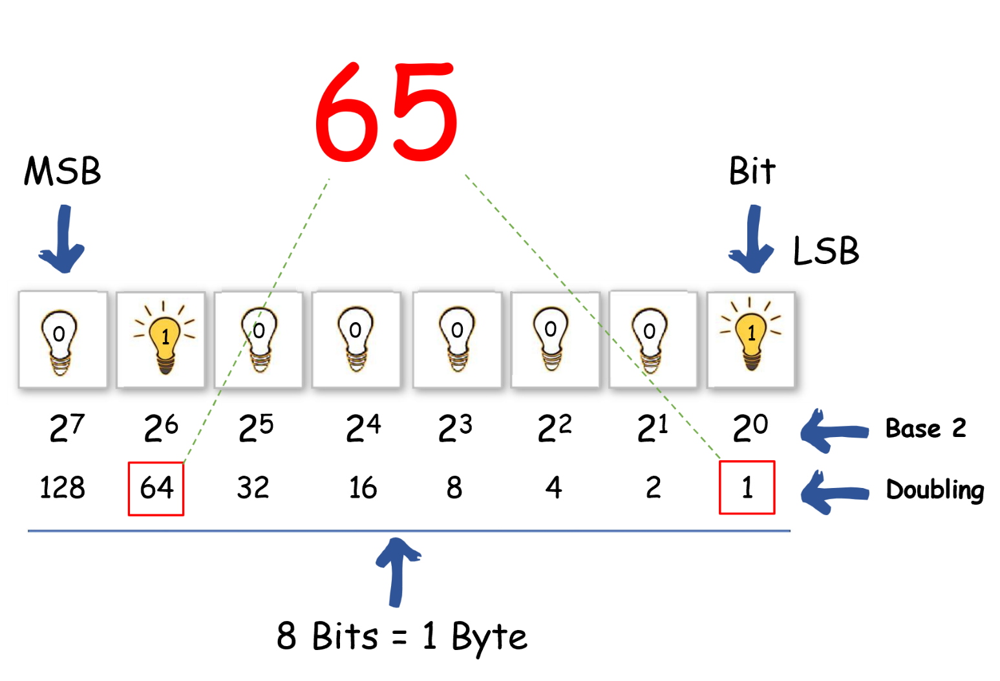 65
MSB
Bit
LSB
0 1 0 0 0 0 0 1
2⁷ 2⁶ 2⁵ 2⁴ 2³ 2² 2¹ 2⁰ Base 2
128 64 32 16 8 4 2 1 Doubling
8 Bits = 1 Byte